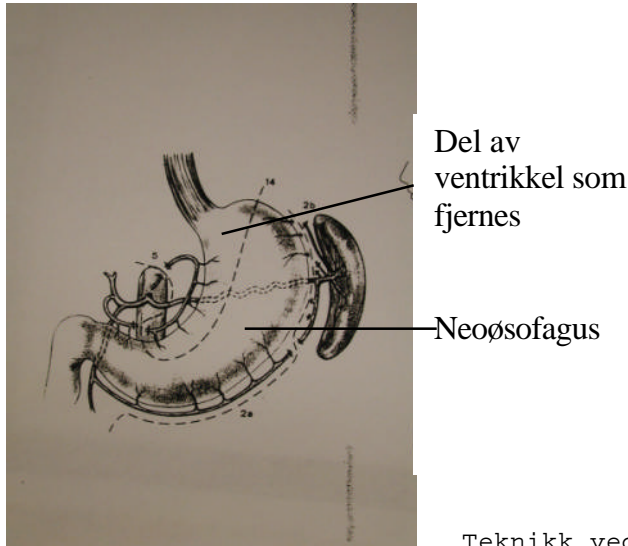 Del av
ventrikkel som
fjernes
14
2b
5
Neoøsofagus
2a
Teknikk ved